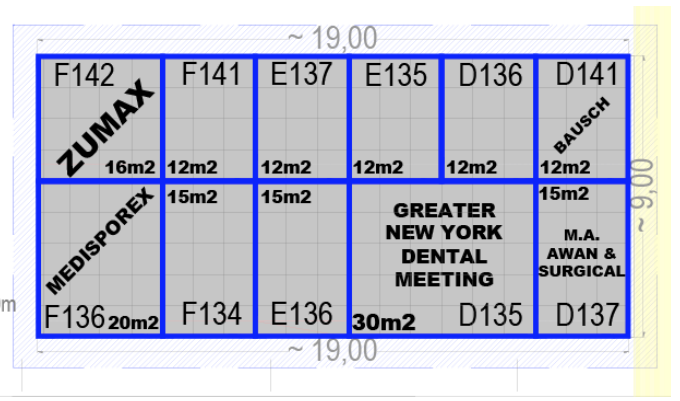 ~ 19,00
F142
ZUMAX
16m2
F141
12m2
E137
12m2
E135
12m2
D136
12m2
D141
BAUSCH
12m2
~ 9,00
MEDISPOREX
F136 20m2
15m2
F134
15m2
E136
GREATER
NEW YORK
DENTAL
MEETING
30m2 D135
15m2
M.A.
AWAN &
SURGICAL
D137
~ 19,00